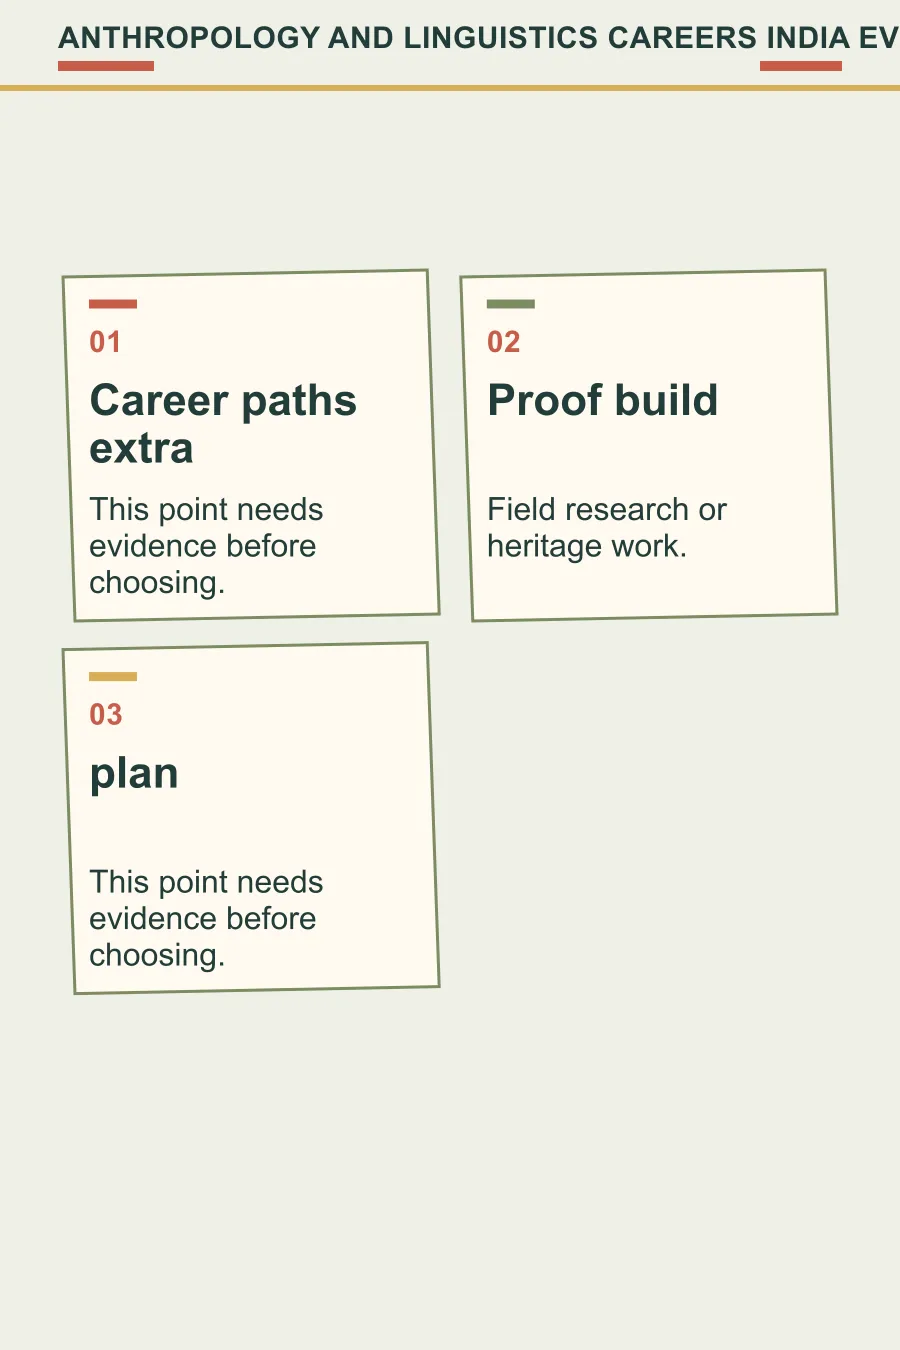 ANTHROPOLOGY AND LINGUISTICS CAREERS INDIA EV
01
Career paths
extra
This point needs
evidence before
choosing.
02
Proof build
Field research or
heritage work.
03
plan
This point needs
evidence before
choosing.